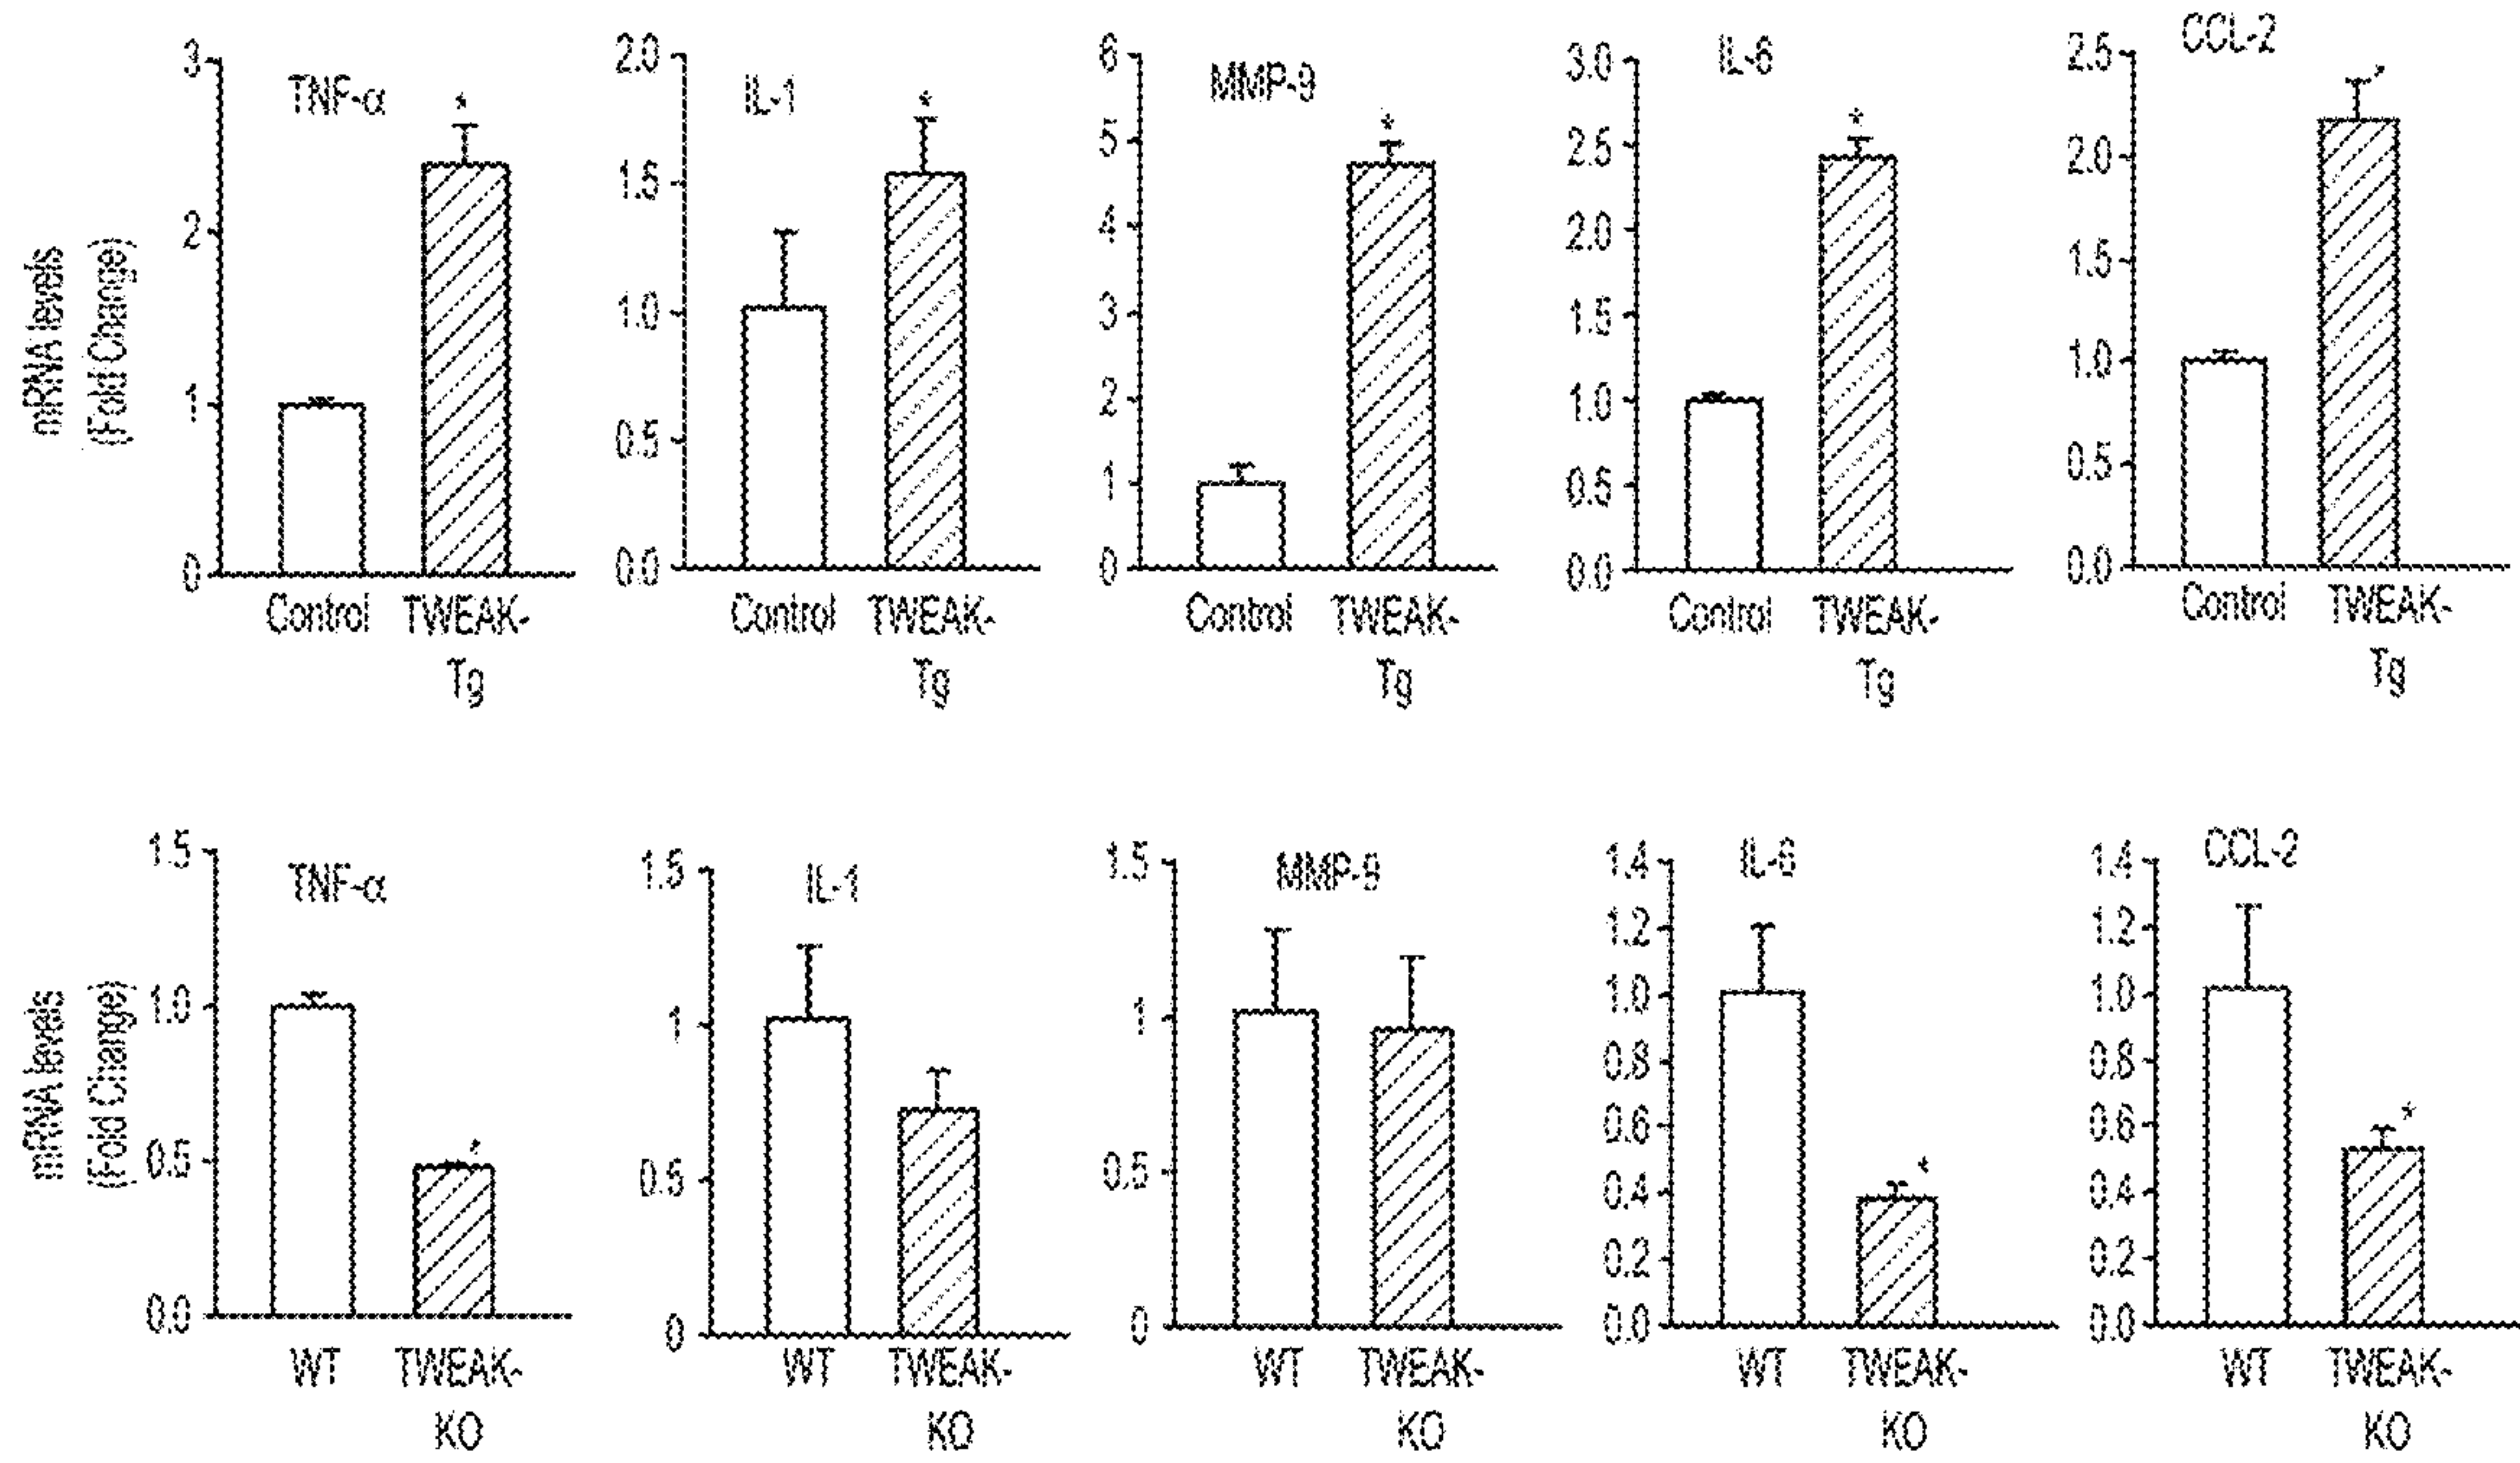 TNF-α
IL-1
MMP-9
IL-6
CCL-2
mRNA levels
(Fold Change)
3
2
1
0
2.0
1.5
1.0
0.5
0.0
6
5
4
3
2
1
0
3.0
2.5
2.0
1.5
1.0
0.5
0.0
2.5
2.0
1.5
1.0
0.5
0.0
*
*
*
*
*
Control TWEAK-
Tg
Control TWEAK-
Tg
Control TWEAK-
Tg
Control TWEAK-
Tg
Control TWEAK-
Tg
TNF-α
IL-1
MMP-9
IL-6
CCL-2
mRNA levels
(Fold Change)
1.5
1.0
0.5
0.0
1.5
1
0.5
0
1.5
1
0.5
0
1.4
1.2
1.0
0.8
0.6
0.4
0.2
0.0
1.4
1.2
1.0
0.8
0.6
0.4
0.2
0.0
*
*
*
WT TWEAK-
KO
WT TWEAK-
KO
WT TWEAK-
KO
WT TWEAK-
KO
WT TWEAK-
KO